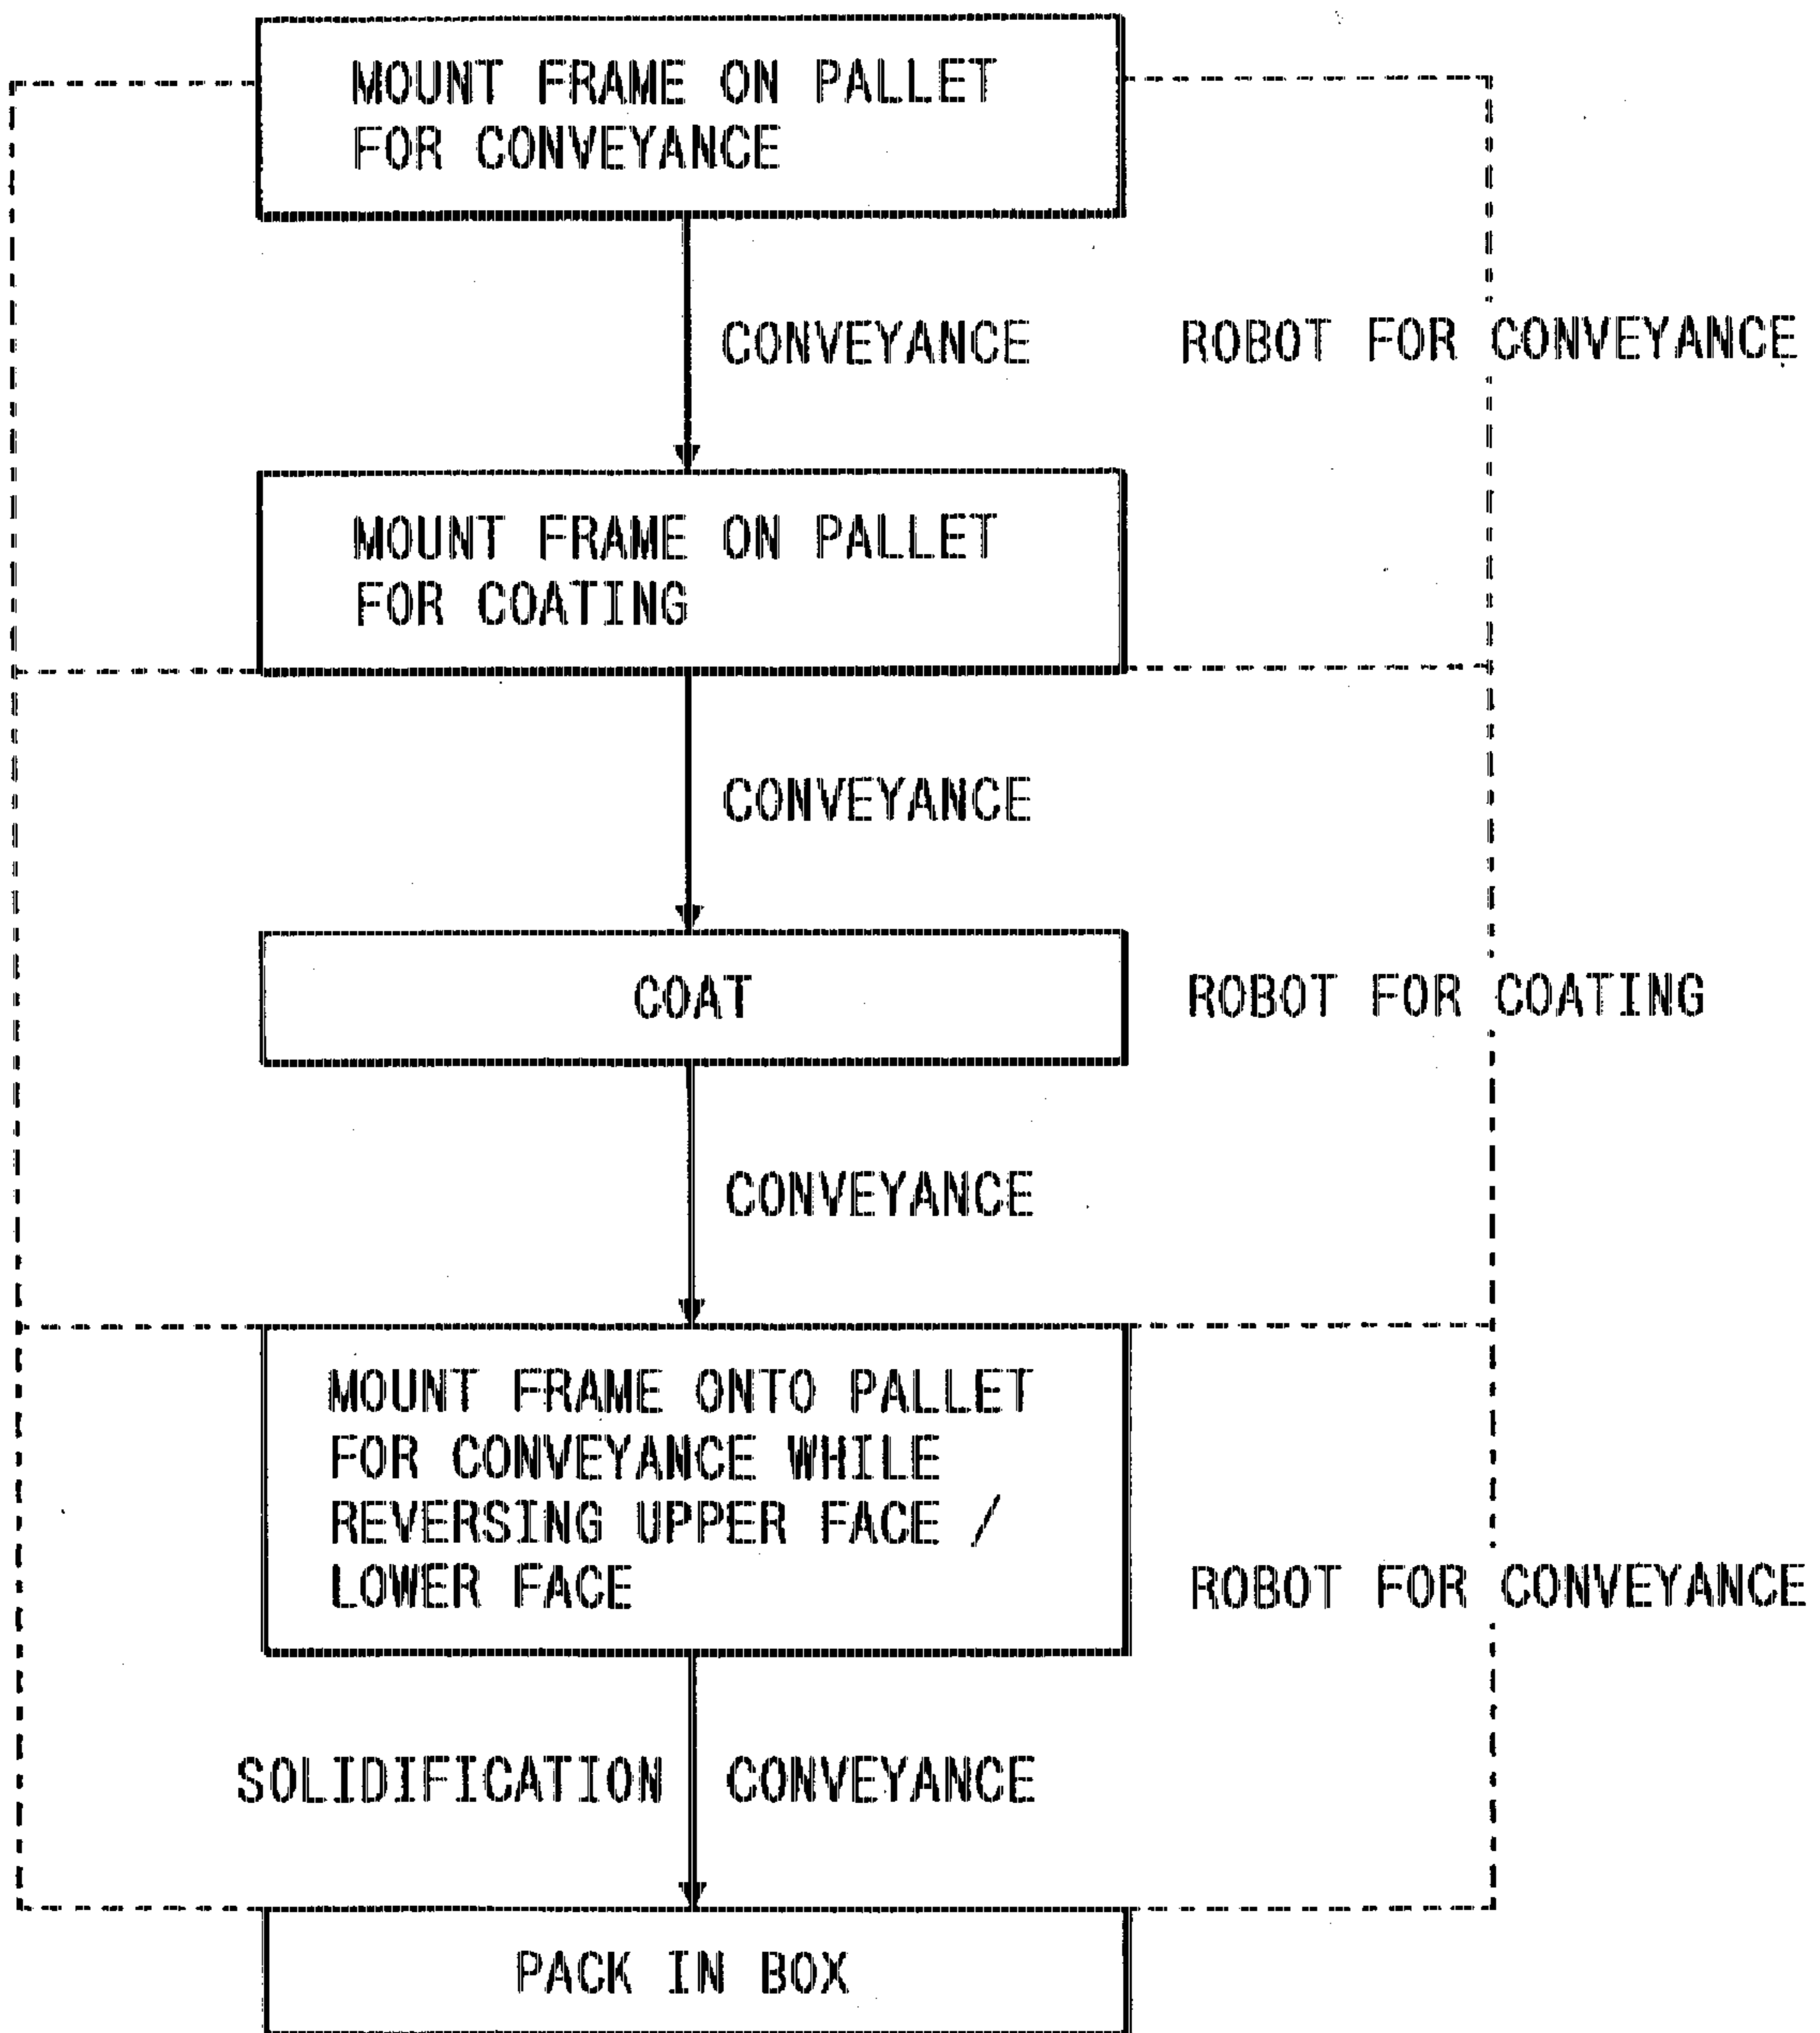 MOUNT FRAME ON PALLET
FOR CONVEYANCE
CONVEYANCE
ROBOT FOR CONVEYANCE
MOUNT FRAME ON PALLET
FOR COATING
CONVEYANCE
COAT
ROBOT FOR COATING
CONVEYANCE
MOUNT FRAME ONTO PALLET
FOR CONVEYANCE WHILE
REVERSING UPPER FACE /
LOWER FACE
ROBOT FOR CONVEYANCE
SOLIDIFICATION
CONVEYANCE
PACK IN BOX